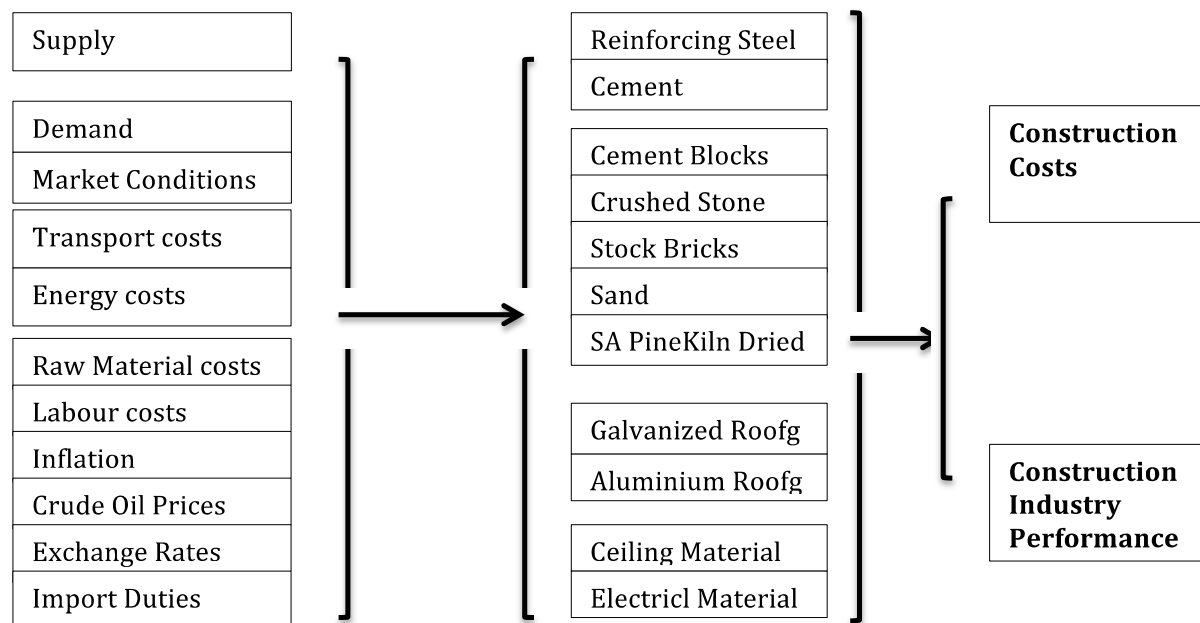 Supply
Demand
Market Conditions
Transport costs
Energy costs
Raw Material costs
Labour costs
Inflation
Crude Oil Prices
Exchange Rates
Import Duties
Reinforcing Steel
Cement
Cement Blocks
Crushed Stone
Stock Bricks
Sand
SA PineKiln Dried
Galvanized Roofg
Aluminium Roofg
Ceiling Material
Electricl Material
Construction
Costs
Construction
Industry
Performance